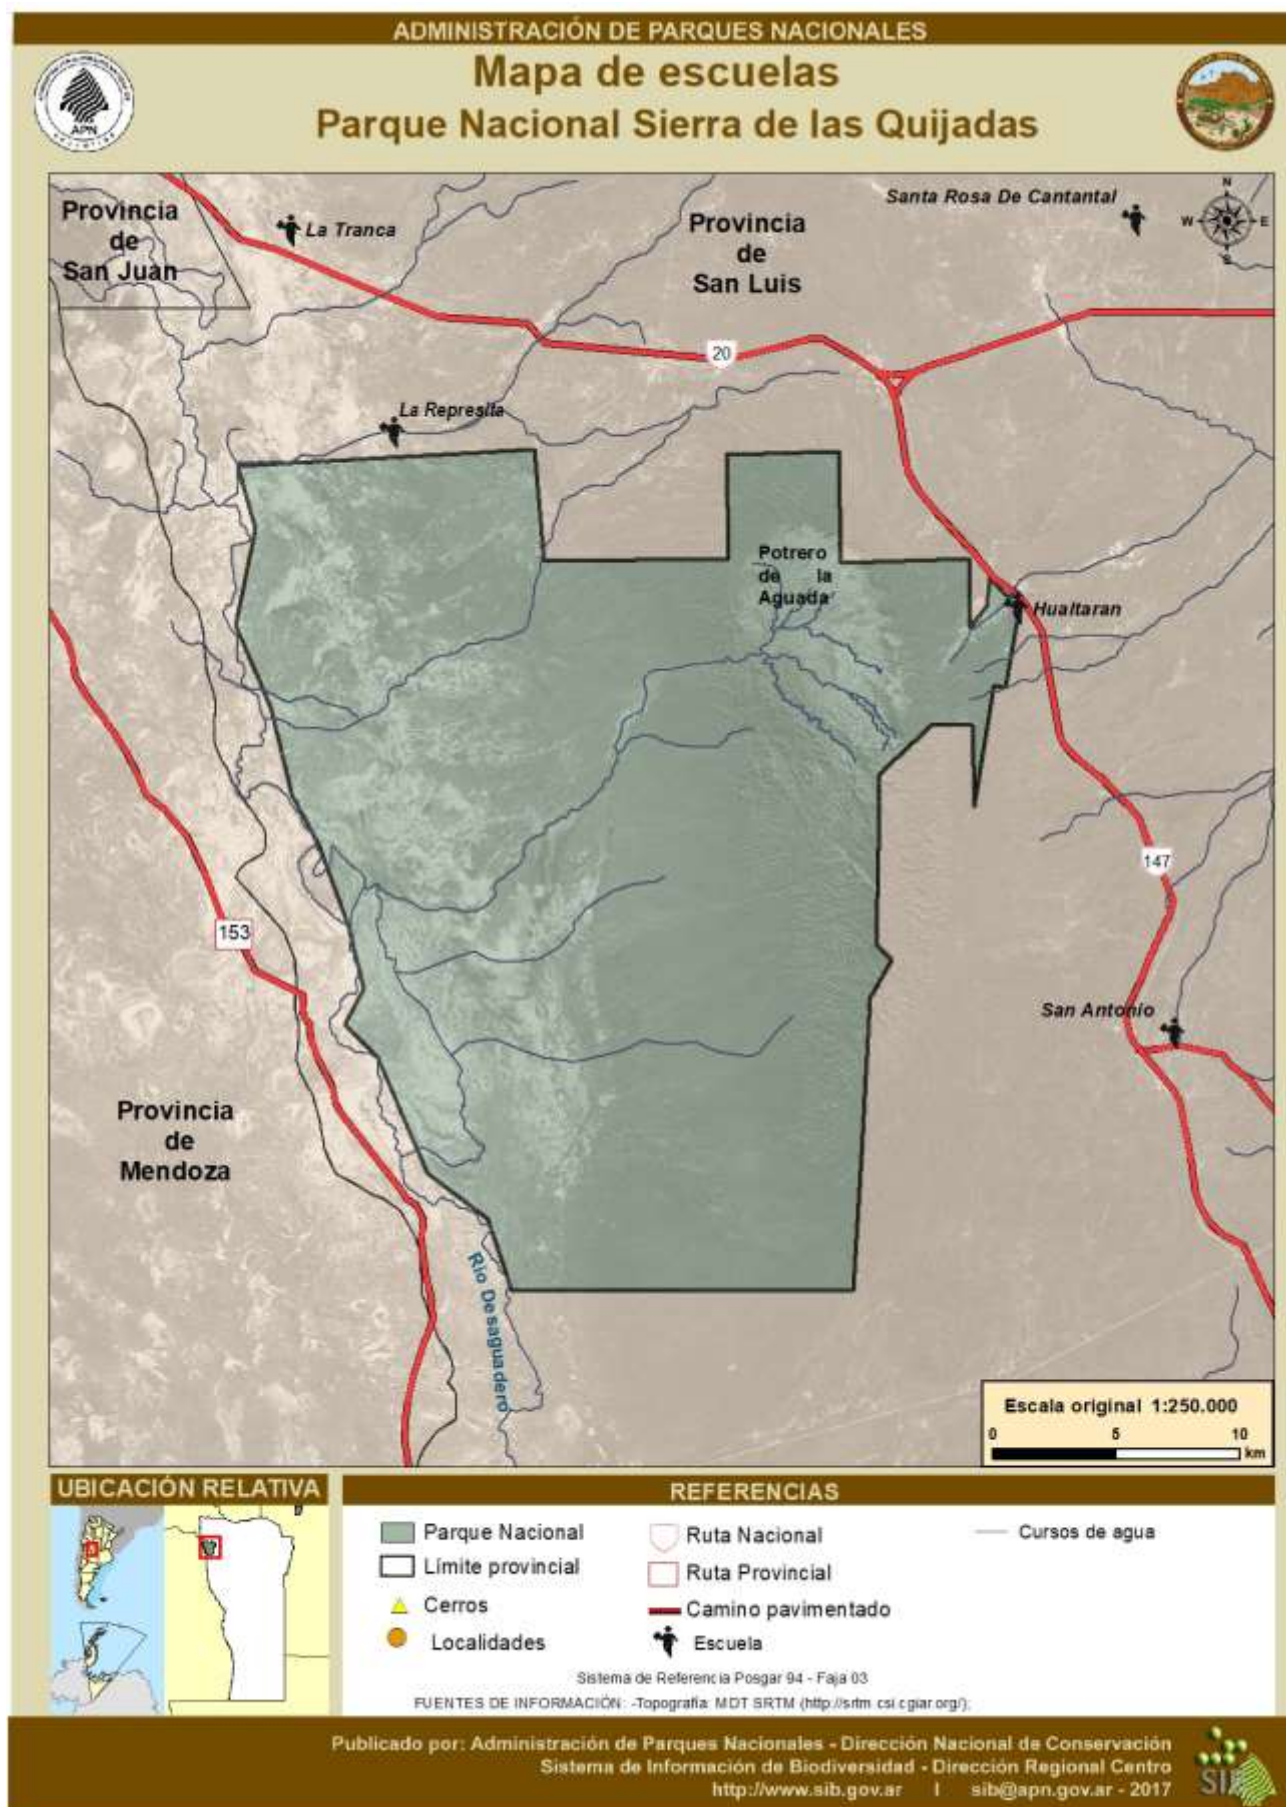 ADMINISTRACIÓN DE PARQUES NACIONALES
Mapa de escuelas
Parque Nacional Sierra de las Quijadas
APN
Provincia
de
San Juan
La Tranca
Provincia
de
San Luis
Santa Rosa De Cantantal
N
W
E
S
20
La Represita
Potrero
de la
Aguada
Hualtaran
147
153
San Antonio
Provincia
de
Mendoza
Rio Desaguadero
Escala original 1:250.000
0 5 10
km
UBICACIÓN RELATIVA
REFERENCIAS
Parque Nacional
Límite provincial
Cerros
Localidades
Ruta Nacional
Ruta Provincial
Camino pavimentado
Escuela
Cursos de agua
Sistema de Referencia Posgar 94 - Faja 03
FUENTES DE INFORMACIÓN: -Topografía: MDT SRTM (http://srtm.csi.cgiar.org/);
Publicado por: Administración de Parques Nacionales - Dirección Nacional de Conservación
Sistema de Información de Biodiversidad - Dirección Regional Centro
http://www.sib.gov.ar I sib@apn.gov.ar - 2017
SIB